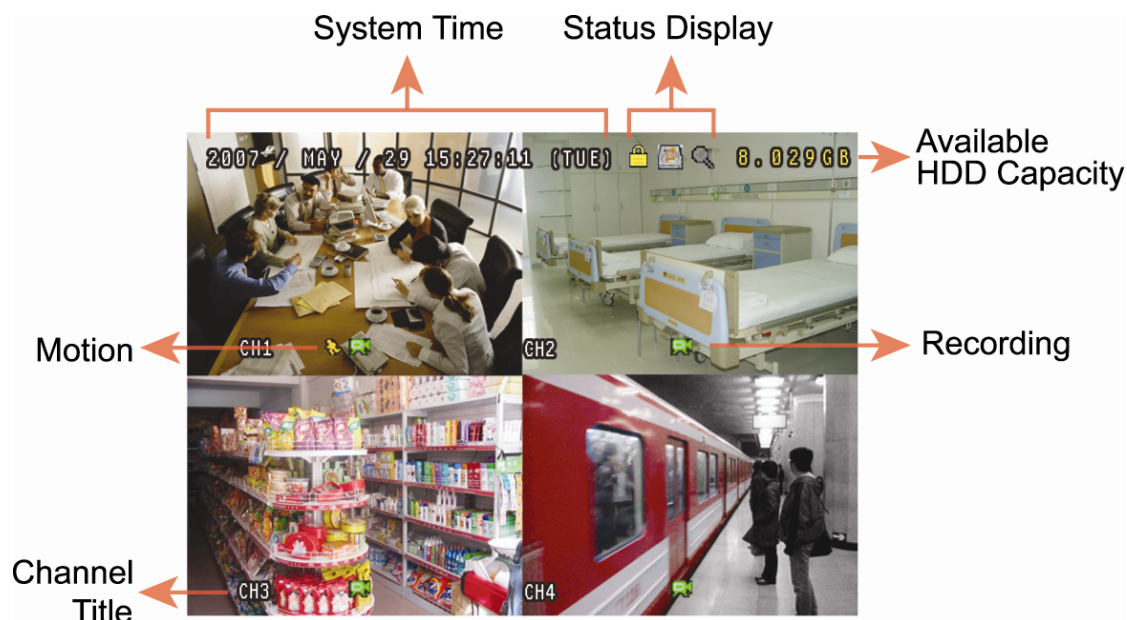 System Time
Status Display
2007 / MAY / 29 15:27:11 (TUE)
8.029GB
Available
HDD Capacity
Motion
CH1
CH2
Recording
Channel
Title
CH3
CH4